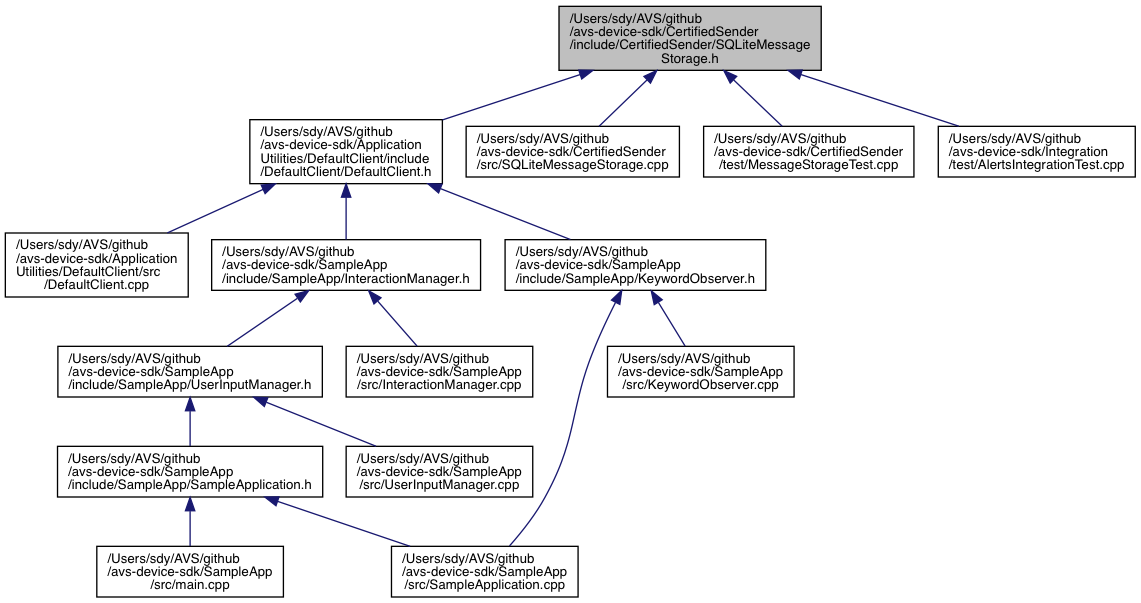 /Users/sdy/AVS/github
/avs-device-sdk/CertifiedSender
/include/CertifiedSender/SQLiteMessage
Storage.h
/Users/sdy/AVS/github
/avs-device-sdk/Application
Utilities/DefaultClient/include
/DefaultClient/DefaultClient.h
/Users/sdy/AVS/github
/avs-device-sdk/CertifiedSender
/src/SQLiteMessageStorage.cpp
/Users/sdy/AVS/github
/avs-device-sdk/CertifiedSender
/test/MessageStorageTest.cpp
/Users/sdy/AVS/github
/avs-device-sdk/Integration
/test/AlertsIntegrationTest.cpp
/Users/sdy/AVS/github
/avs-device-sdk/Application
Utilities/DefaultClient/src
/DefaultClient.cpp
/Users/sdy/AVS/github
/avs-device-sdk/SampleApp
/include/SampleApp/InteractionManager.h
/Users/sdy/AVS/github
/avs-device-sdk/SampleApp
/include/SampleApp/KeywordObserver.h
/Users/sdy/AVS/github
/avs-device-sdk/SampleApp
/include/SampleApp/UserInputManager.h
/Users/sdy/AVS/github
/avs-device-sdk/SampleApp
/src/InteractionManager.cpp
/Users/sdy/AVS/github
/avs-device-sdk/SampleApp
/src/KeywordObserver.cpp
/Users/sdy/AVS/github
/avs-device-sdk/SampleApp
/include/SampleApp/SampleApplication.h
/Users/sdy/AVS/github
/avs-device-sdk/SampleApp
/src/UserInputManager.cpp
/Users/sdy/AVS/github
/avs-device-sdk/SampleApp
/src/main.cpp
/Users/sdy/AVS/github
/avs-device-sdk/SampleApp
/src/SampleApplication.cpp